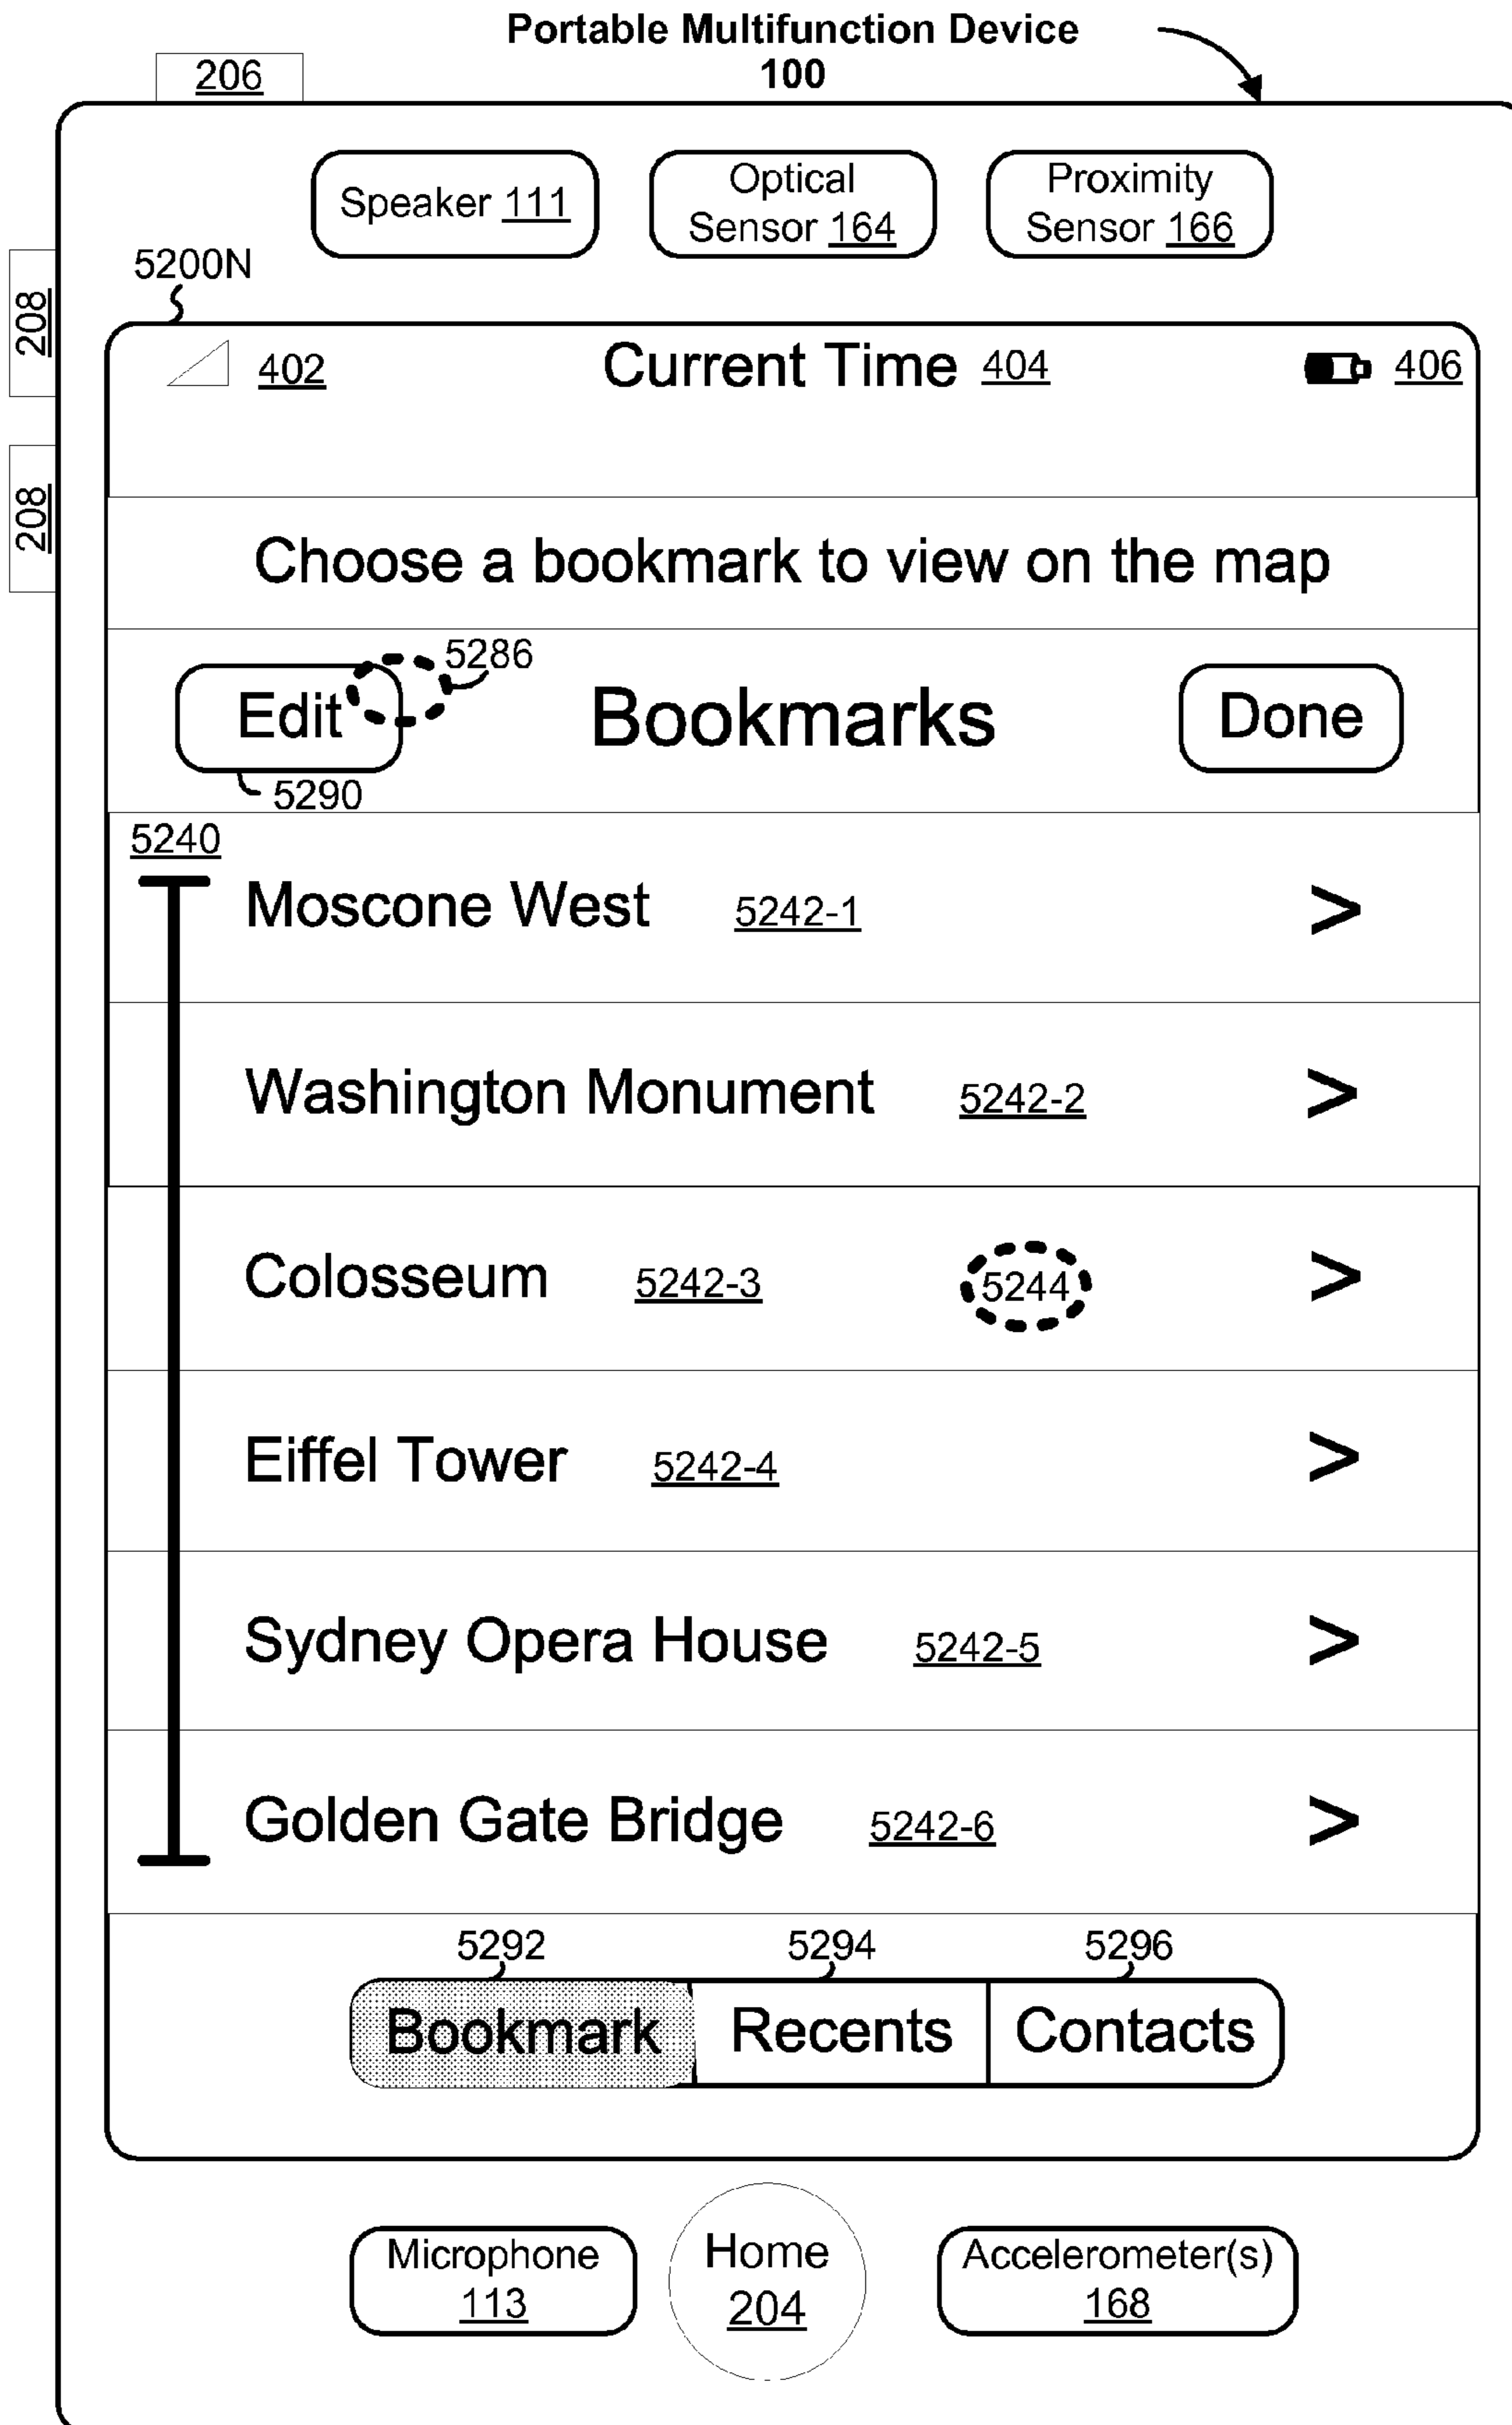 Portable Multifunction Device
100
206
Speaker 111
Optical
Sensor 164
Proximity
Sensor 166
5200N
208
208
402
Current Time 404
406
Choose a bookmark to view on the map
5286
Edit
Bookmarks
Done
5290
5240
Moscone West 5242-1 >
Washington Monument 5242-2 >
Colosseum 5242-3 5244 >
Eiffel Tower 5242-4 >
Sydney Opera House 5242-5 >
Golden Gate Bridge 5242-6 >
5292 5294 5296
Bookmark Recents Contacts
Microphone
113
Home
204
Accelerometer(s)
168